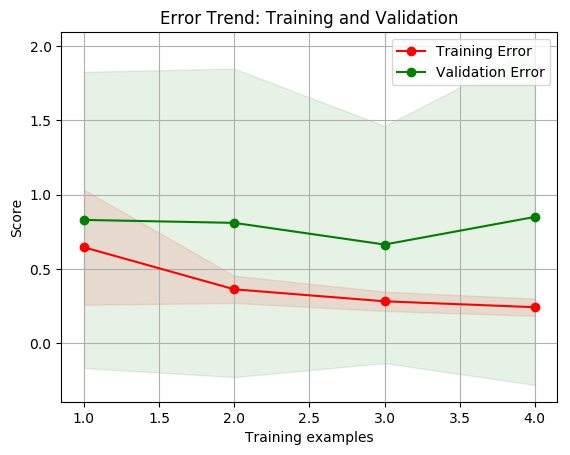 Error Trend: Training and Validation
2.0
1.5
1.0
0.5
0.0
Score
Training Error
Validation Error
1.0 1.5 2.0 2.5 3.0 3.5 4.0
Training examples